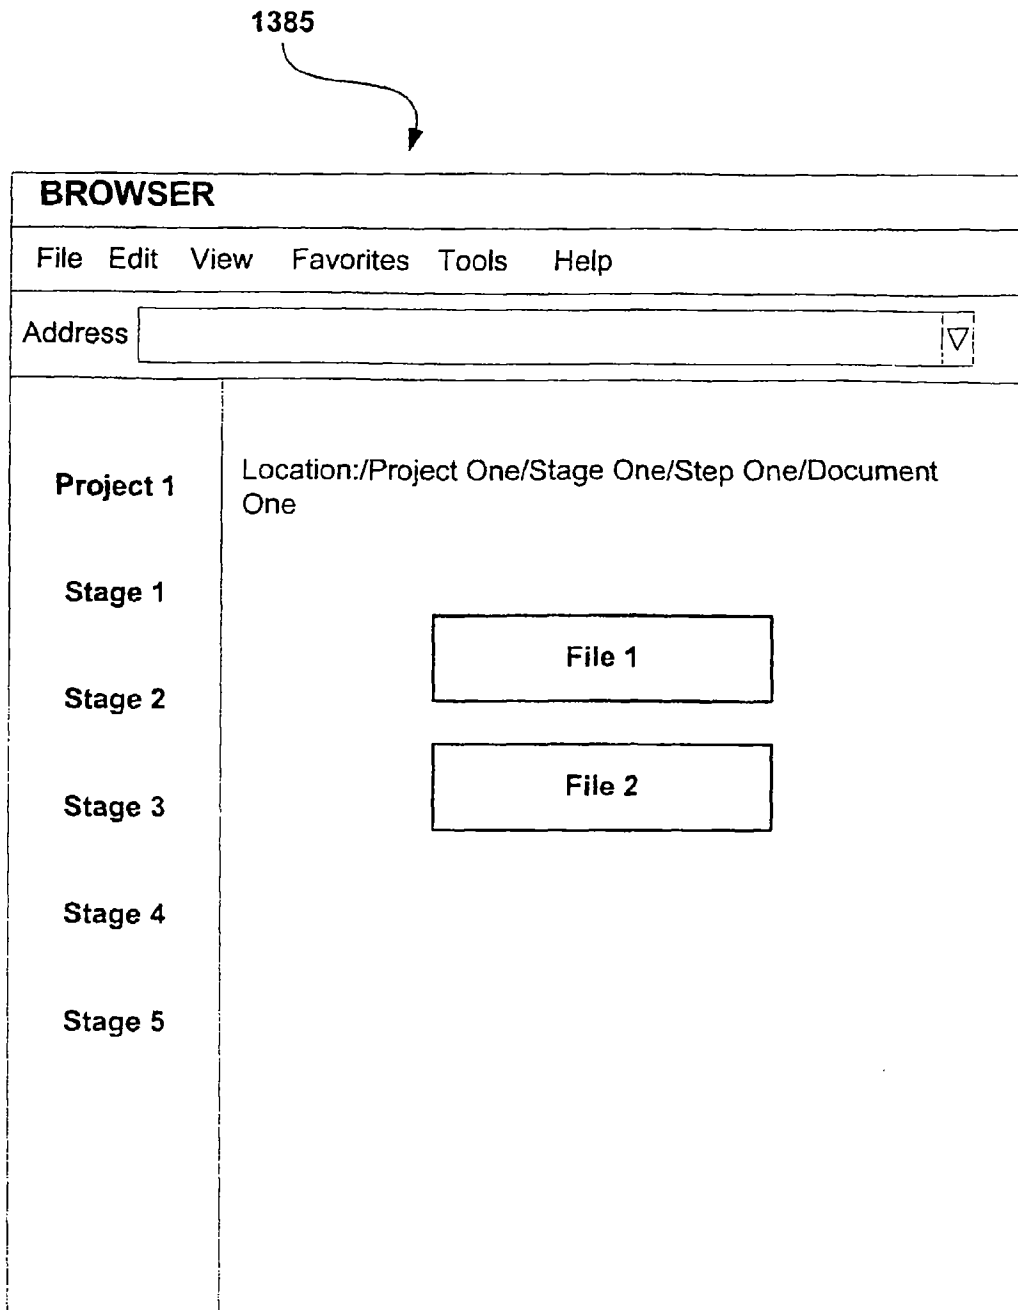 1385
BROWSER
File Edit View Favorites Tools Help
Address
Project 1
Stage 1
Stage 2
Stage 3
Stage 4
Stage 5
Location:/Project One/Stage One/Step One/Document
One
File 1
File 2